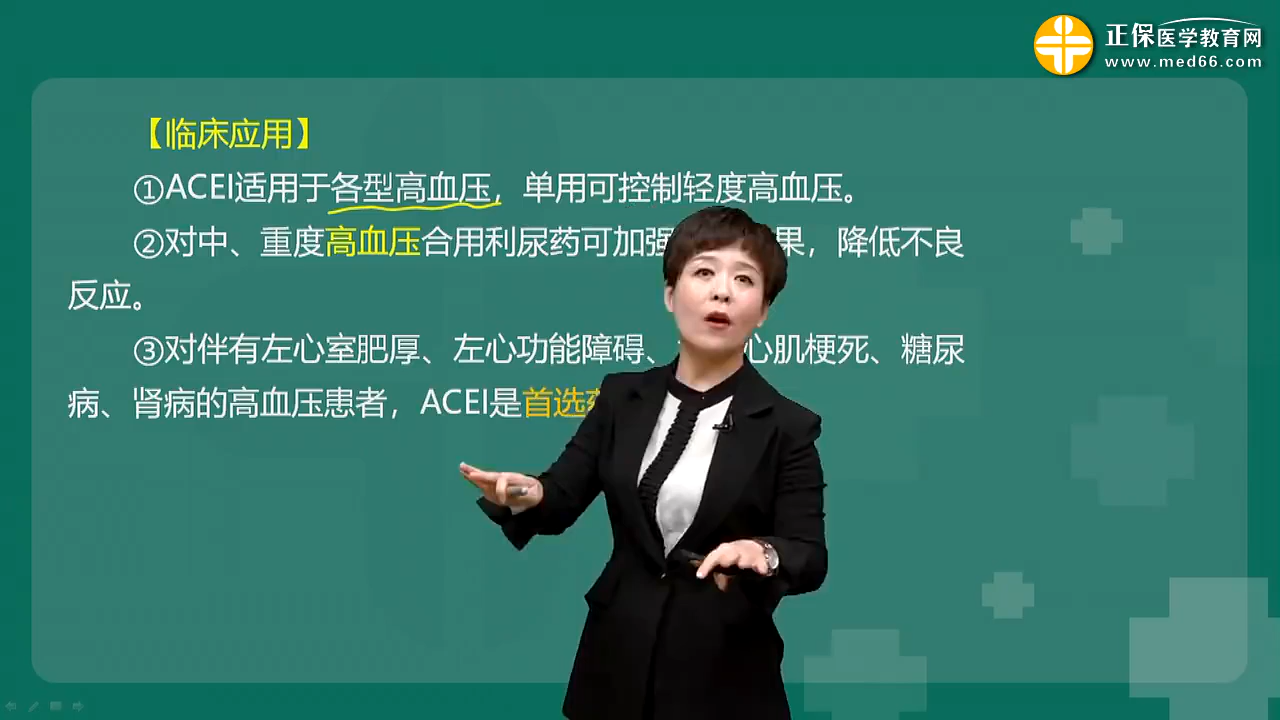 正保医学教育网
www.med66.com
【临床应用】
①ACEI适用于各型高血压，单用可控制轻度高血压。
②对中、重度高血压合用利尿药可加强 果，降低不良
反应。
③对伴有左心室肥厚、左心功能障碍、 心肌梗死、糖尿
病、肾病的高血压患者，ACEI是首选